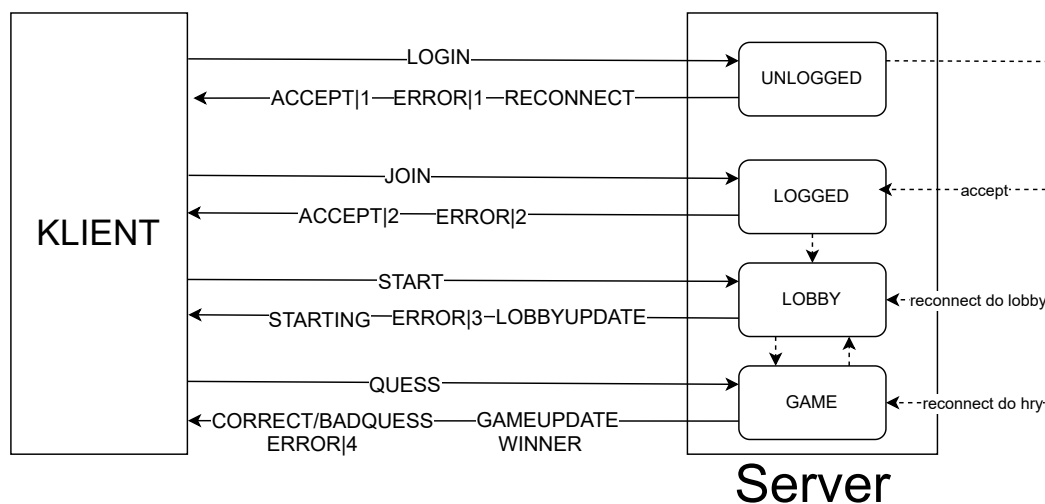 LOGIN
UNLOGGED
ACCEPT|1 ERROR|1 RECONNECT
JOIN
LOGGED
accept
ACCEPT|2 ERROR|2
KLIENT
START
LOBBY
reconnect do lobby
STARTING ERROR|3 LOBBYUPDATE
QUESS
GAME
reconnect do hry
CORRECT/BADQUESS GAMEUPDATE
ERROR|4 WINNER
Server